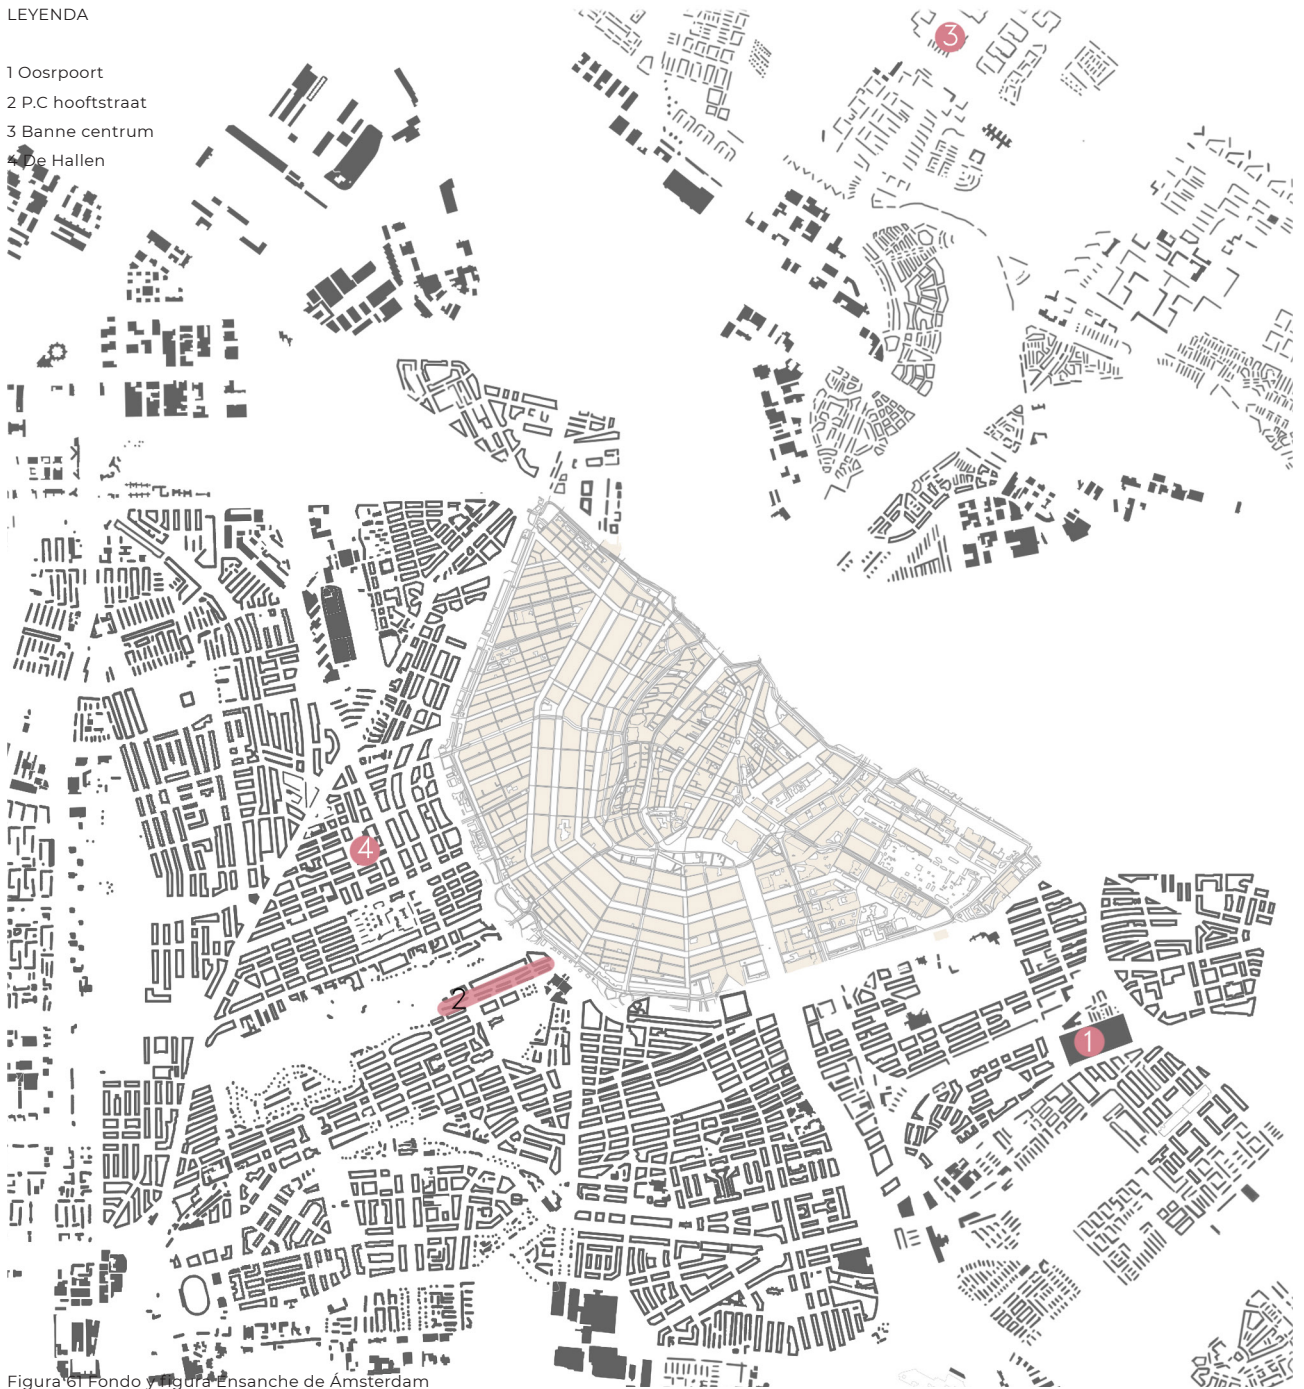 LEYENDA
1 Oosrpoort
2 P.C hooftstraat
3 Banne centrum
4 De Hallen
3
4
2
1
Figura 61 Fondo y figura Ensanche de Ámsterdam